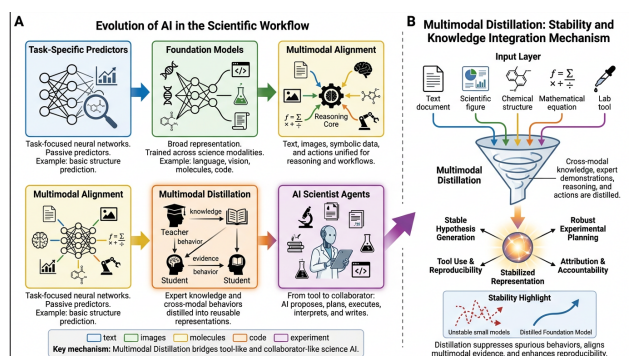 A
Evolution of AI in the Scientific Workflow
Task-Specific Predictors
Foundation Models
Multimodal Alignment
</>
f = Σ
x + ÷
Reasoning
Core
Task-focused neural networks.
Passive predictors.
Example: basic structure
prediction.
Broad representation.
Trained across science modalities.
Example: language, vision,
molecules, code.
Text, images, symbolic data,
and actions unified for
reasoning and workflows.
Multimodal Alignment
Multimodal Distillation
AI Scientist Agents
f = Σ
x + ÷
knowledge
Teacher
behavior
evidence
behavior
Student
Student
Task-focused neural networks.
Passive predictors.
Example: basic structure
prediction.
Expert knowledge and
cross-modal behaviors
distilled into reusable
representations.
From tool to collaborator:
AI proposes, plans, executes,
interprets, and writes.
text
images
molecules
code
experiment
Key mechanism: Multimodal Distillation bridges tool-like and collaborator-like science AI.
B
Multimodal Distillation: Stability and
Knowledge Integration Mechanism
Input Layer
f = Σ
x + ÷
Text
document
Scientific
figure
Chemical
structure
Mathematical
equation
Lab
tool
Multimodal
Distillation
Cross-modal
knowledge, expert
demonstrations,
reasoning, and
actions are distilled.
Stable
Hypothesis
Generation
Robust
Experimental
Planning
Tool Use &
Reproducibility
Attribution &
Accountability
Stabilized
Representation
Stability Highlight
Unstable small models
Distilled Foundation Model
Distillation suppresses spurious behaviors, aligns
multimodal evidence, and enhances reproducibility.